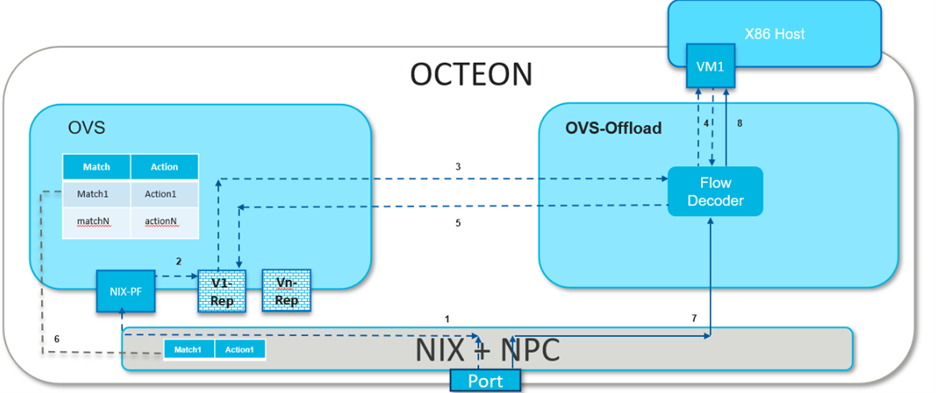 X86 Host
VM1
OCTEON
OVS
OVS-Offload
4
8
Match
Action
3
Match1
Action1
Flow
Decoder
matchN
actionN
5
2
NIX-PF
V1-
Rep
Vn-
Rep
1
7
6
Match1
Action1
NIX + NPC
Port